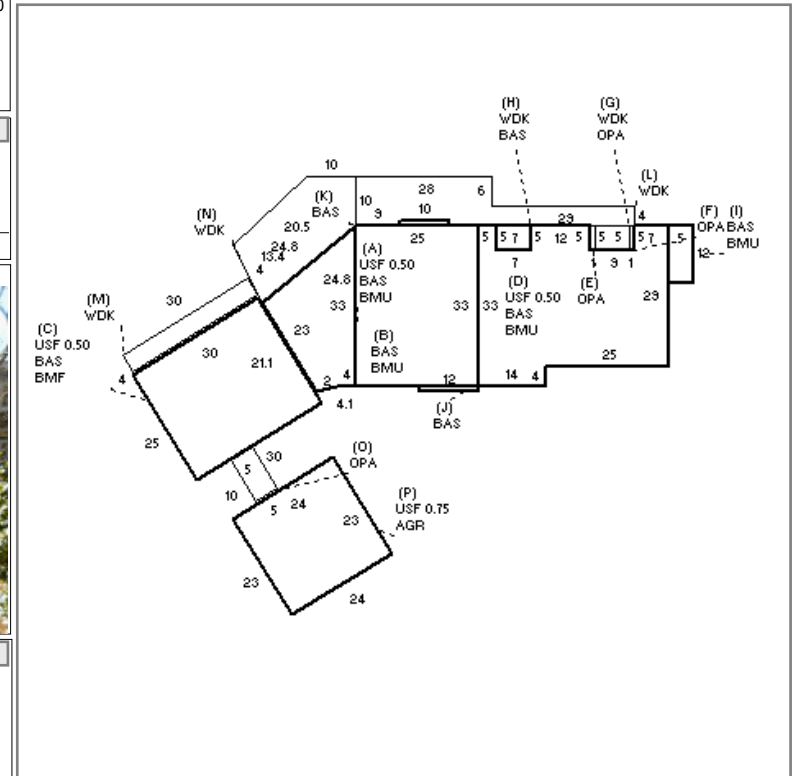 0
(H)
WDK
BAS
(G)
WDK
OPA
10
(K)
BAS
10
28
6
(L)
WDK
9
10
29
4
(N)
WDK
20.5
24.8
13.4
4
25
5
5 7
5
12
5
5 5
5 7
5
(F)
OPA
(I)
BAS
BMU
12
7
1
9
1
(A)
USF 0.50
BAS
BMU
24.8
33
33
33
(D)
USF 0.50
BAS
BMU
(E)
OPA
29
(M)
WDK
30
(C)
USF 0.50
BAS
BMF
30
23
21.1
(B)
BAS
BMU
25
4
2
4
12
14
4
4.1
(J)
BAS
25
5
30
(O)
OPA
10
5
24
(P)
USF 0.75
AGR
23
23
24